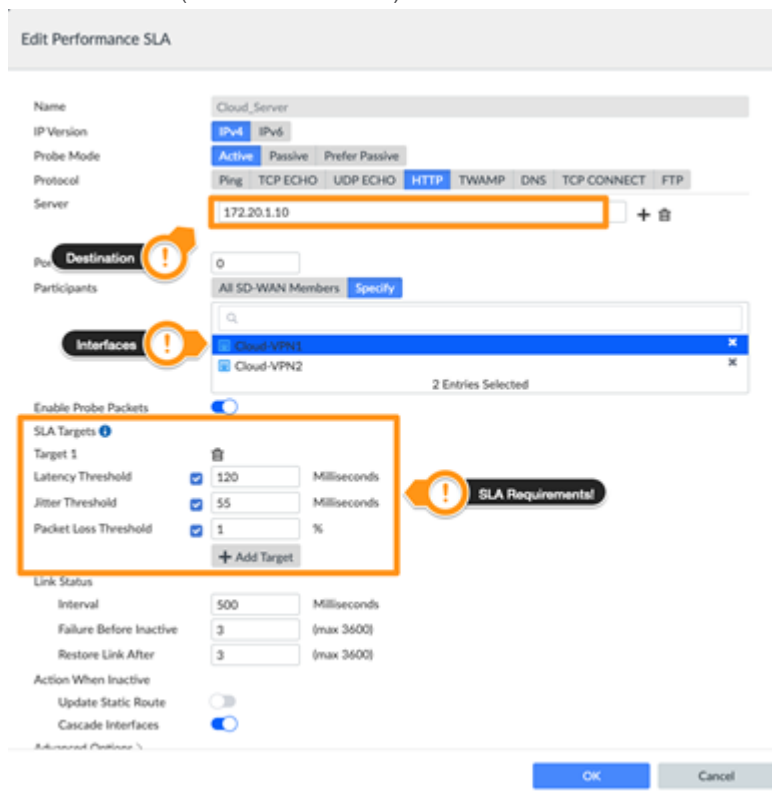 Edit Performance SLA
Name Cloud_Server
IP Version IPv4 IPv6
Probe Mode Active Passive Prefer Passive
Protocol Ping TCP ECHO UDP ECHO HTTP TWAMP DNS TCP CONNECT FTP
Server 172.20.1.10
Destination !
0
Participants All SD-WAN Members Specify
Interfaces ! Cloud-VPN1
Cloud-VPN2
2 Entries Selected
Enable Probe Packets
SLA Targets
Target 1
Latency Threshold 120 Milliseconds
Jitter Threshold 55 Milliseconds
! SLA Requirements!
Packet Loss Threshold 1 %
+ Add Target
Link Status
Interval 500 Milliseconds
Failure Before Inactive 3 (max 3600)
Restore Link After 3 (max 3600)
Action When Inactive
Update Static Route
Cascade Interfaces
Advanced Options >
OK Cancel